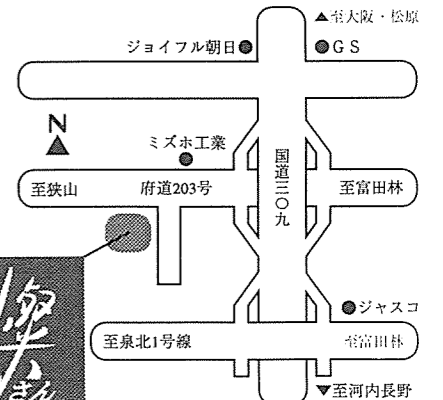 ▲至大阪・松原
ジョイフル朝日●
●GS
N
ミズホ工業
国道三〇九
至狭山
府道203号
至富田林
●ジャスコ
至泉北1号線
至富田林
▼至河内長野